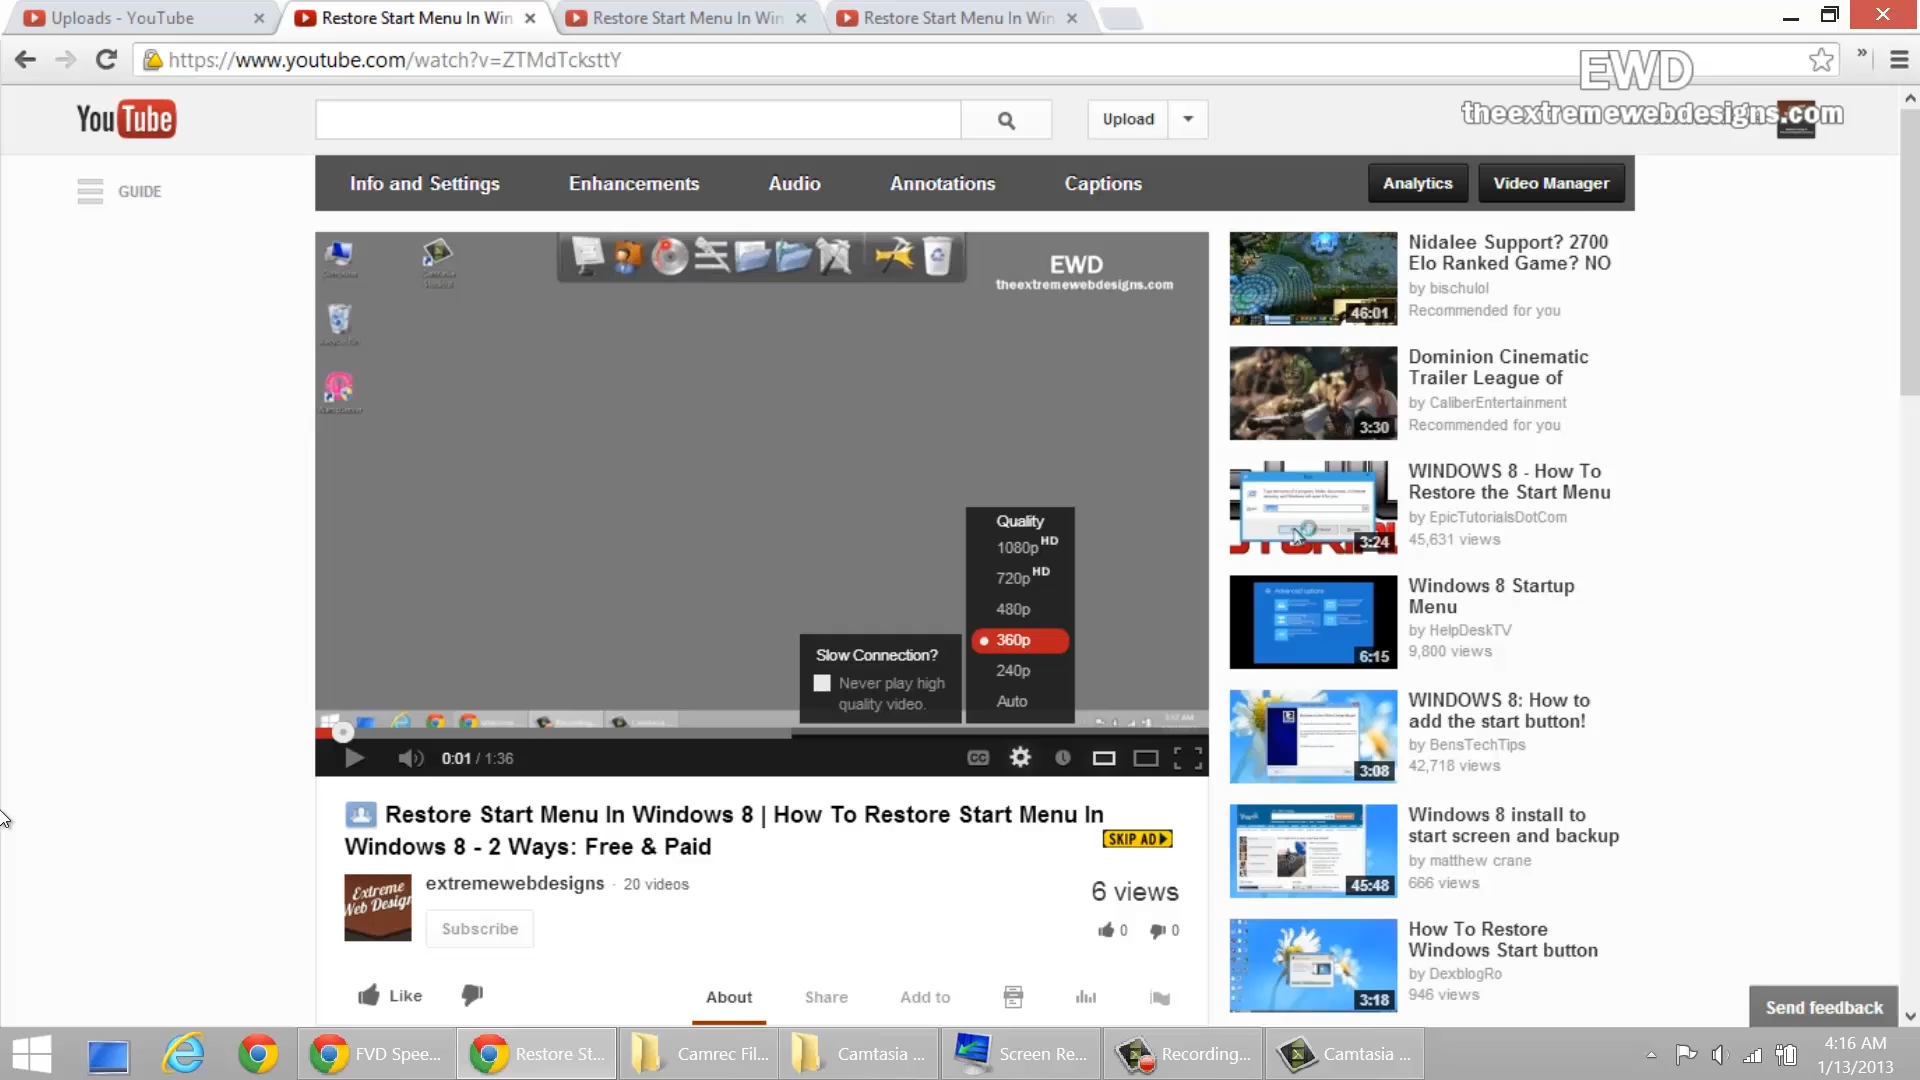 Uploads - YouTube
Restore Start Menu In Win
Restore Start Menu In Win
Restore Start Menu In Win
https://www.youtube.com/watch?v=ZTMdTcksttY
EWD
theextremewebdesigns.com
YouTube
Upload
GUIDE
Info and Settings
Enhancements
Audio
Annotations
Captions
Analytics
Video Manager
EWD
theextremewebdesigns.com
Quality
1080p HD
720p HD
480p
360p
240p
Auto
Slow Connection?
Never play high
quality video.
0:01 / 1:36
CC
Restore Start Menu In Windows 8 | How To Restore Start Menu In
Windows 8 - 2 Ways: Free & Paid
SKIP AD
Extreme
Web Design
extremewebdesigns · 20 videos
Subscribe
6 views
0
0
Like
About
Share
Add to
46:01
Nidalee Support? 2700
Elo Ranked Game? NO
by bischulol
Recommended for you
3:30
Dominion Cinematic
Trailer League of
by CaliberEntertainment
Recommended for you
3:24
WINDOWS 8 - How To
Restore the Start Menu
by EpicTutorialsDotCom
45,631 views
6:15
Windows 8 Startup
Menu
by HelpDeskTV
9,800 views
3:08
WINDOWS 8: How to
add the start button!
by BensTechTips
42,718 views
45:48
Windows 8 install to
start screen and backup
by matthew crane
666 views
3:18
How To Restore
Windows Start button
by DexblogRo
946 views
Send feedback
FVD Spee...
Restore St...
Camrec Fil...
Camtasia ...
Screen Re...
Recording...
Camtasia ...
4:16 AM
1/13/2013